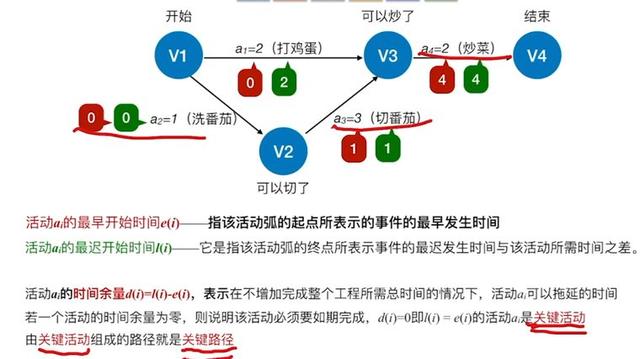 开始
可以炒了
结束
V1
a₁=2（打鸡蛋）
V3
a₄=2（炒菜）
V4
0 2
4 4
0 0 a₂=1（洗番茄）
a₃=3（切番茄）
V2
1 1
可以切了
活动aᵢ的最早开始时间e(i)——指该活动弧的起点所表示的事件的最早发生时间
活动aᵢ的最迟开始时间l(i)——它是指该活动弧的终点所表示事件的最迟发生时间与该活动所需时间之差。
活动aᵢ的时间余量d(i)=l(i)-e(i)，表示在不增加完成整个工程所需总时间的情况下，活动aᵢ可以拖延的时间
若一个活动的时间余量为零，则说明该活动必须要如期完成，d(i)=0即l(i) = e(i)的活动aᵢ是关键活动
由关键活动组成的路径就是关键路径